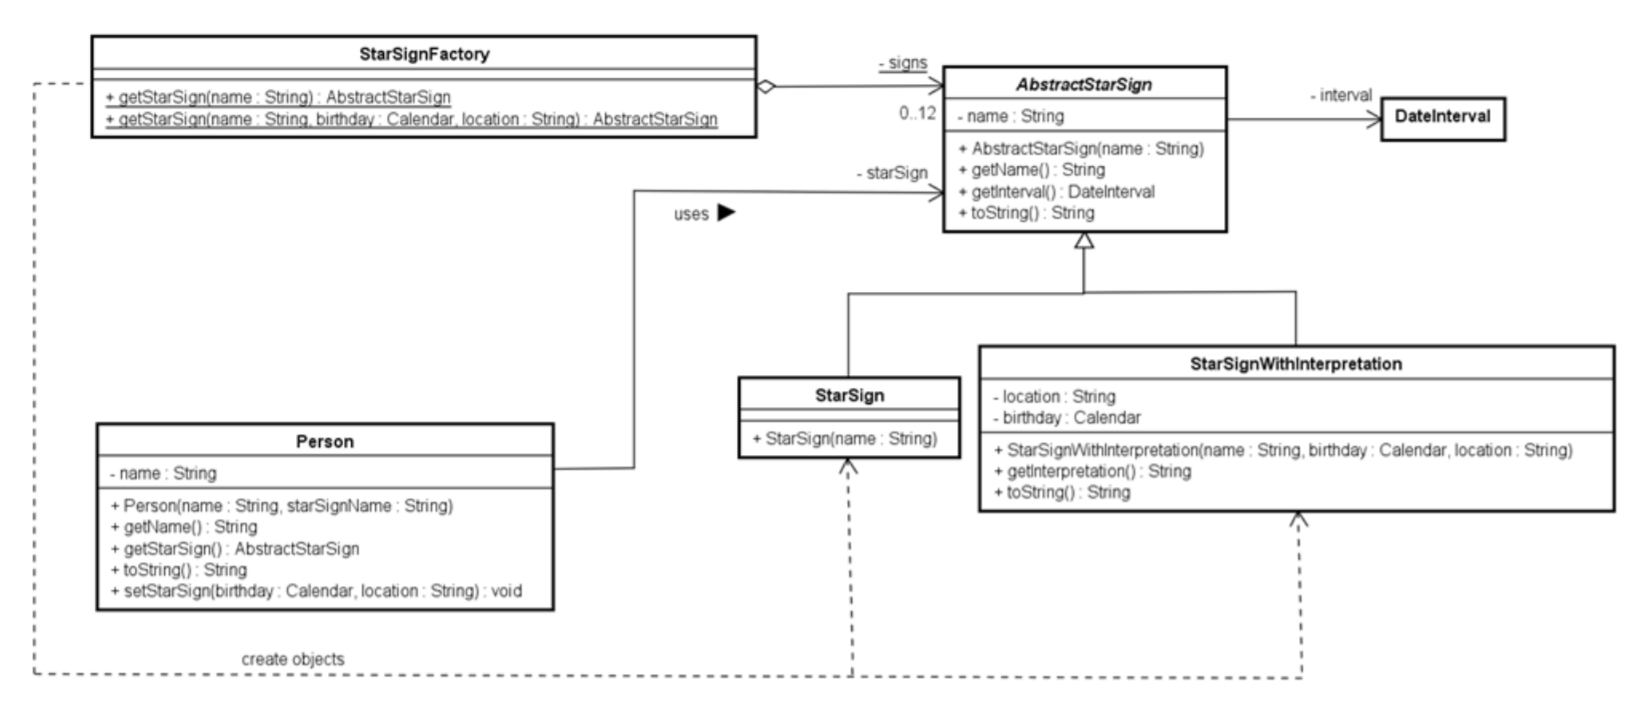 StarSignFactory
+ getStarSign(name : String) : AbstractStarSign
+ getStarSign(name : String, birthday : Calendar, location : String) : AbstractStarSign
- signs
0..12
AbstractStarSign
- name : String
+ AbstractStarSign(name : String)
+ getName() : String
+ getInterval() : DateInterval
+ toString() : String
- interval
DateInterval
- starSign
uses
StarSign
+ StarSign(name : String)
StarSignWithInterpretation
- location : String
- birthday : Calendar
+ StarSignWithInterpretation(name : String, birthday : Calendar, location : String)
+ getInterpretation() : String
+ toString() : String
Person
- name : String
+ Person(name : String, starSignName : String)
+ getName() : String
+ getStarSign() : AbstractStarSign
+ toString() : String
+ setStarSign(birthday : Calendar, location : String) : void
create objects